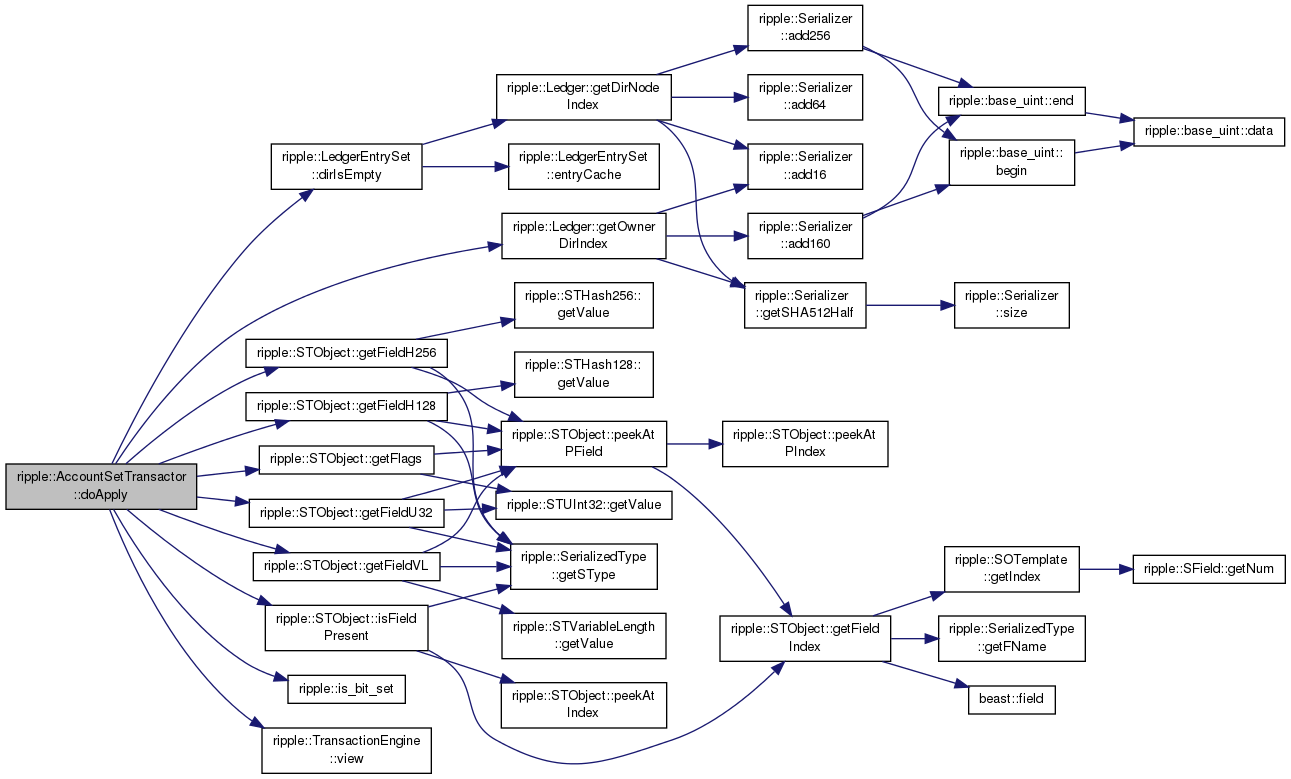 ripple::AccountSetTransactor
::doApply
ripple::LedgerEntrySet
::dirIsEmpty
ripple::Ledger::getDirNode
Index
ripple::LedgerEntrySet
::entryCache
ripple::Ledger::getOwner
DirIndex
ripple::Serializer
::add256
ripple::Serializer
::add64
ripple::Serializer
::add16
ripple::Serializer
::add160
ripple::Serializer
::getSHA512Half
ripple::base_uint::end
ripple::base_uint::
begin
ripple::base_uint::data
ripple::Serializer
::size
ripple::STObject::getFieldH256
ripple::STHash256::
getValue
ripple::STObject::getFieldH128
ripple::STHash128::
getValue
ripple::STObject::getFlags
ripple::STObject::peekAt
PField
ripple::STObject::peekAt
PIndex
ripple::STObject::getFieldU32
ripple::STUInt32::getValue
ripple::STObject::getFieldVL
ripple::SerializedType
::getSType
ripple::STObject::isField
Present
ripple::STVariableLength
::getValue
ripple::is_bit_set
ripple::STObject::peekAt
Index
ripple::TransactionEngine
::view
ripple::STObject::getField
Index
ripple::SOTemplate
::getIndex
ripple::SField::getNum
ripple::SerializedType
::getFName
beast::field